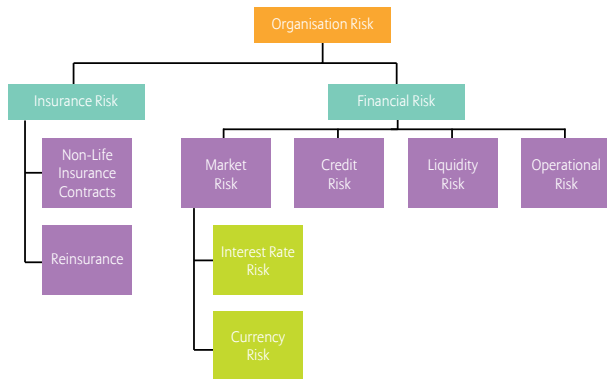 Organisation Risk
Insurance Risk
Financial Risk
Non-Life
Insurance
Contracts
Reinsurance
Market
Risk
Credit
Risk
Liquidity
Risk
Operational
Risk
Interest Rate
Risk
Currency
Risk